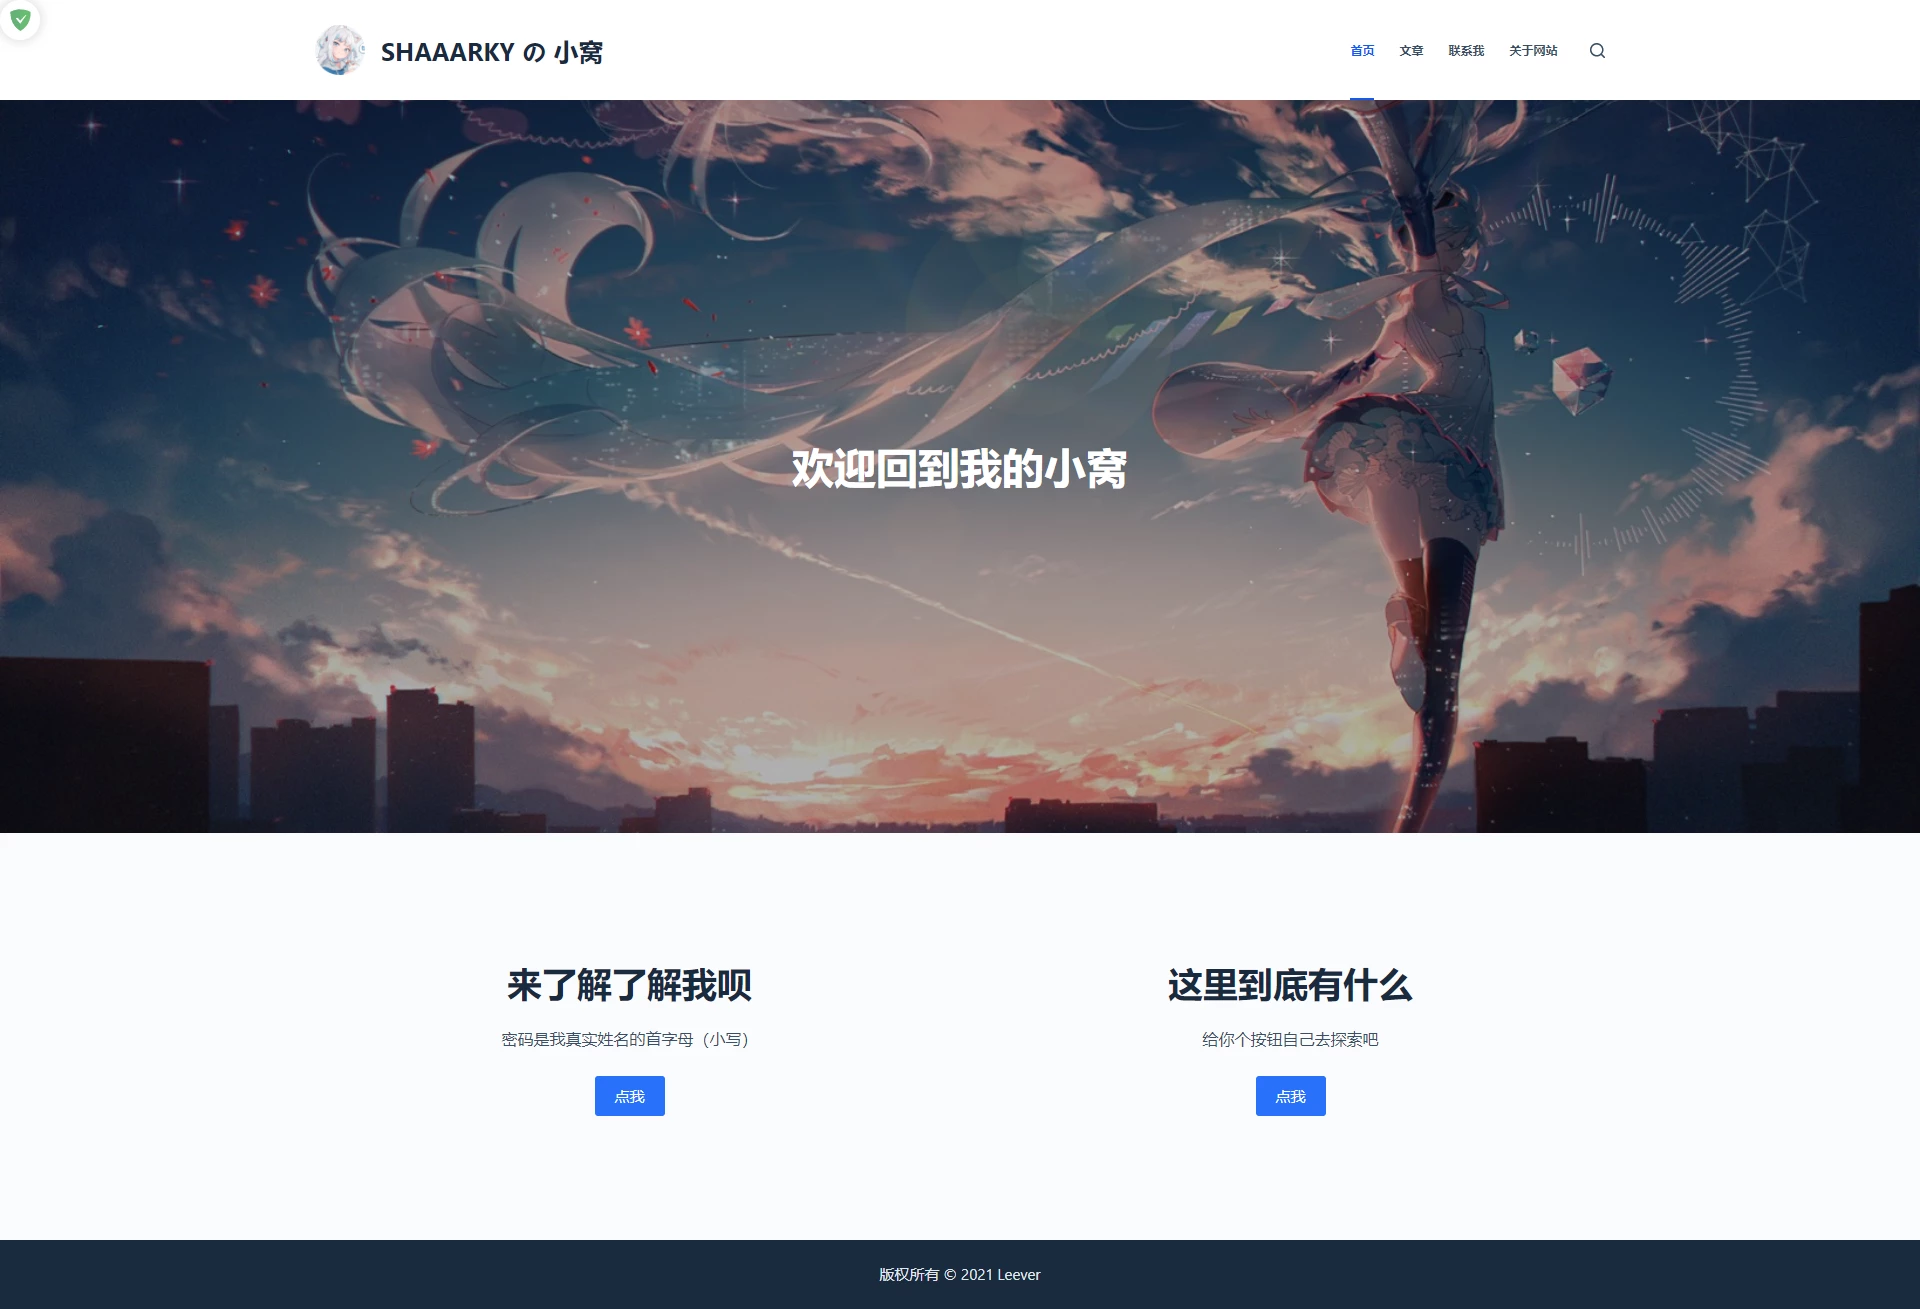 SHAAARKY の 小窝
首页 文章 联系我 关于网站
欢迎回到我的小窝
来了解了解我呗
密码是我真实姓名的首字母（小写）
点我
这里到底有什么
给你个按钮自己去探索吧
点我
版权所有 © 2021 Leever